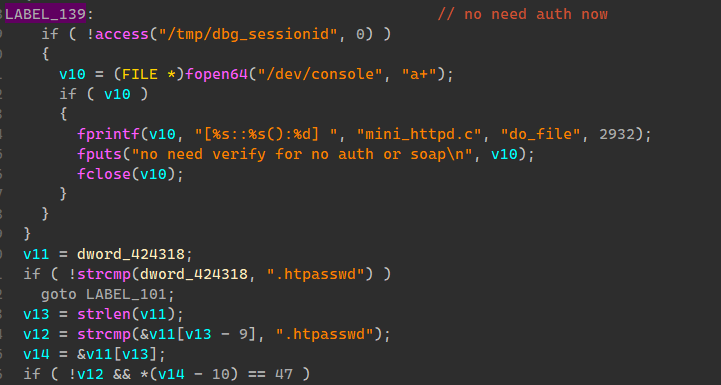 LABEL_139: // no need auth now
if ( !access("/tmp/dbg_sessionid", 0) )
{
v10 = (FILE *)fopen64("/dev/console", "a+");
if ( v10 )
{
fprintf(v10, "[%s::%s():%d] ", "mini_httpd.c", "do_file", 2932);
fputs("no need verify for no auth or soap\n", v10);
fclose(v10);
}
}
}
v11 = dword_424318;
if ( !strcmp(dword_424318, ".htpasswd") )
goto LABEL_101;
v13 = strlen(v11);
v12 = strcmp(&v11[v13 - 9], ".htpasswd");
v14 = &v11[v13];
if ( !v12 && *(v14 - 10) == 47 )